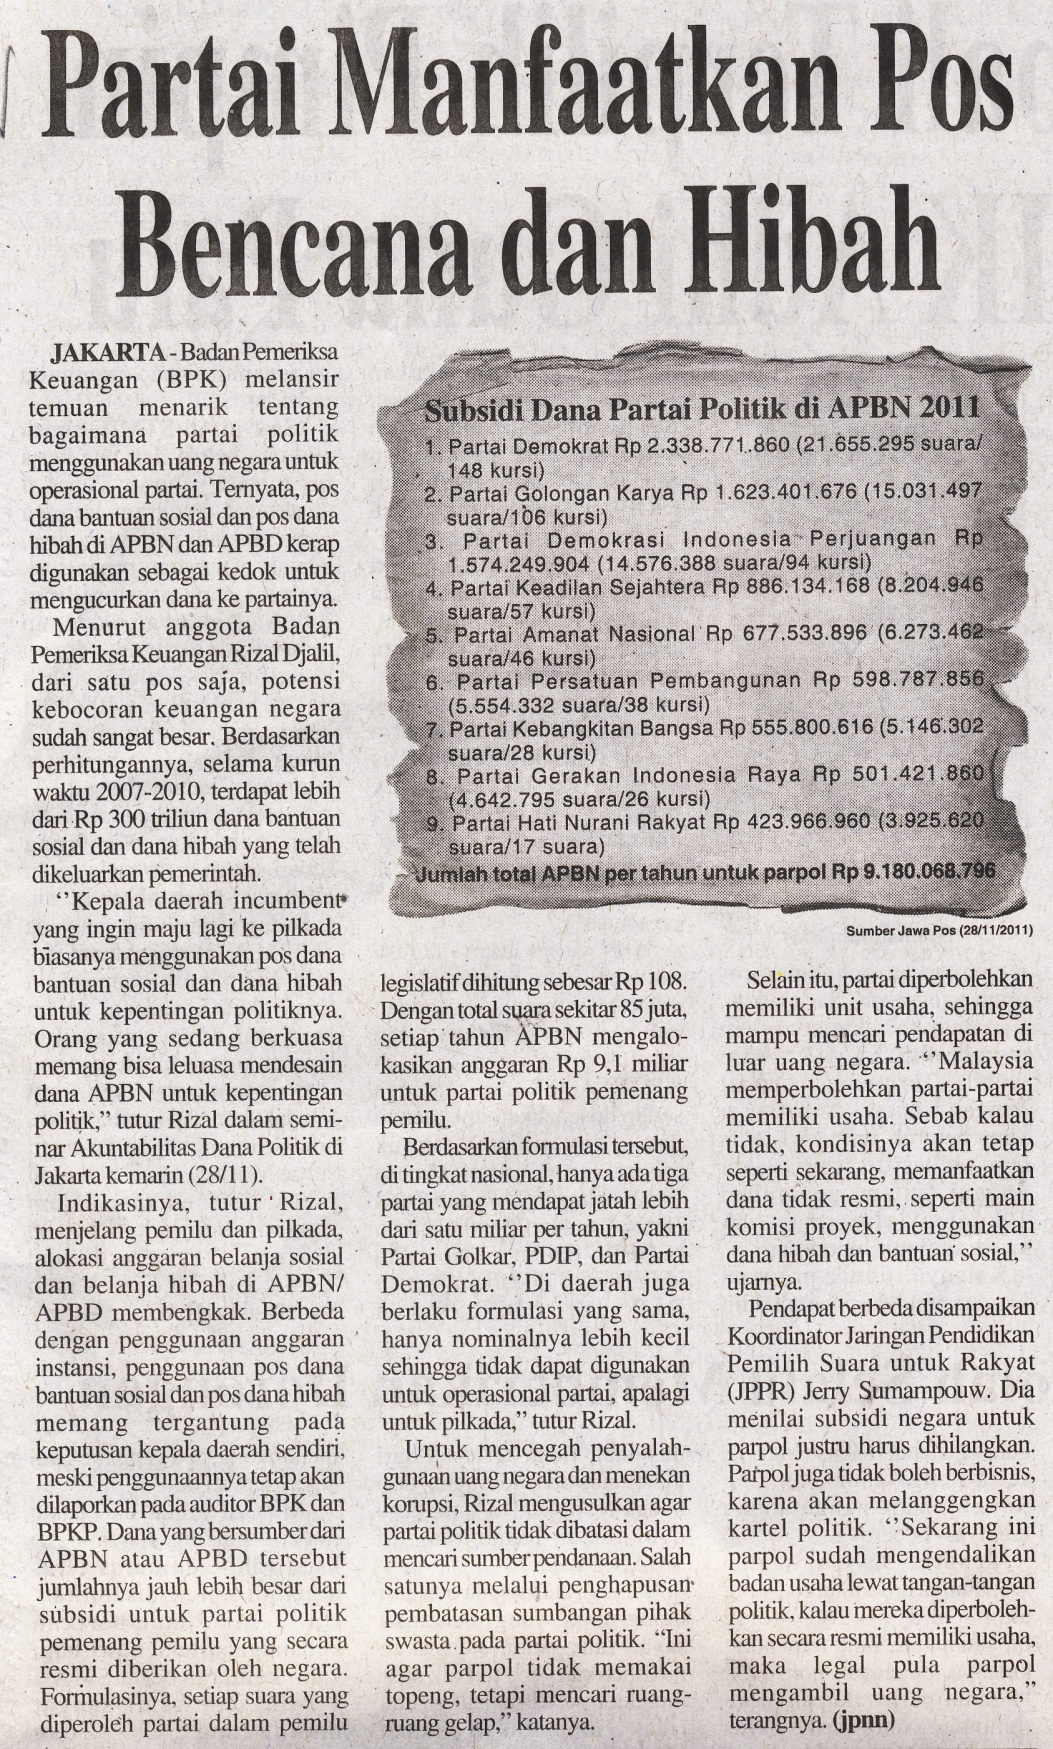 Partai Manfaatkan Pos
Bencana dan Hibah
JAKARTA - Badan Pemeriksa
Keuangan (BPK) melansir
temuan menarik tentang
bagaimana partai politik
menggunakan uang negara untuk
operasional partai. Ternyata, pos
dana bantuan sosial dan pos dana
hibah di APBN dan APBD kerap
digunakan sebagai kedok untuk
mengucurkan dana ke partainya.
Menurut anggota Badan
Pemeriksa Keuangan Rizal Djalil,
dari satu pos saja, potensi
kebocoran keuangan negara
sudah sangat besar. Berdasarkan
perhitungannya, selama kurun
waktu 2007-2010, terdapat lebih
dari Rp 300 triliun dana bantuan
sosial dan dana hibah yang telah
dikeluarkan pemerintah.
‘’Kepala daerah incumbent
yang ingin maju lagi ke pilkada
biasanya menggunakan pos dana
bantuan sosial dan dana hibah
untuk kepentingan politiknya.
Orang yang sedang berkuasa
memang bisa leluasa mendesain
dana APBN untuk kepentingan
politik,” tutur Rizal dalam semi-
nar Akuntabilitas Dana Politik di
Jakarta kemarin (28/11).
Indikasinya, tutur Rizal,
menjelang pemilu dan pilkada,
alokasi anggaran belanja sosial
dan belanja hibah di APBN/
APBD membengkak. Berbeda
dengan penggunaan anggaran
instansi, penggunaan pos dana
bantuan sosial dan pos dana hibah
memang tergantung pada
keputusan kepala daerah sendiri,
meski penggunaannya tetap akan
dilaporkan pada auditor BPK dan
BPKP. Dana yang bersumber dari
APBN atau APBD tersebut
jumlahnya jauh lebih besar dari
subsidi untuk partai politik
pemenang pemilu yang secara
resmi diberikan oleh negara.
Formulasinya, setiap suara yang
diperoleh partai dalam pemilu
Subsidi Dana Partai Politik di APBN 2011
1. Partai Demokrat Rp 2.338.771.860 (21.655.295 suara/
148 kursi)
2. Partai Golongan Karya Rp 1.623.401.676 (15.031.497
suara/106 kursi)
3. Partai Demokrasi Indonesia Perjuangan Rp
1.574.249.904 (14.576.388 suara/94 kursi)
4. Partai Keadilan Sejahtera Rp 886.134.168 (8.204.946
suara/57 kursi)
5. Partai Amanat Nasional Rp 677.533.896 (6.273.462
suara/46 kursi)
6. Partai Persatuan Pembangunan Rp 598.787.856
(5.554.332 suara/38 kursi)
7. Partai Kebangkitan Bangsa Rp 555.800.616 (5.146.302
suara/28 kursi)
8. Partai Gerakan Indonesia Raya Rp 501.421.860
(4.642.795 suara/26 kursi)
9. Partai Hati Nurani Rakyat Rp 423.966.960 (3.925.620
suara/17 suara)
Jumlah total APBN per tahun untuk parpol Rp 9.180.068.796
Sumber Jawa Pos (28/11/2011)
legislatif dihitung sebesar Rp 108.
Dengan total suara sekitar 85 juta,
setiap tahun APBN mengalo-
kasikan anggaran Rp 9,1 miliar
untuk partai politik pemenang
pemilu.
Berdasarkan formulasi tersebut,
di tingkat nasional, hanya ada tiga
partai yang mendapat jatah lebih
dari satu miliar per tahun, yakni
Partai Golkar, PDIP, dan Partai
Demokrat. ‘’Di daerah juga
berlaku formulasi yang sama,
hanya nominalnya lebih kecil
sehingga tidak dapat digunakan
untuk operasional partai, apalagi
untuk pilkada,” tutur Rizal.
Untuk mencegah penyalah-
gunaan uang negara dan menekan
korupsi, Rizal mengusulkan agar
partai politik tidak dibatasi dalam
mencari sumber pendanaan. Salah
satunya melalui penghapusan
pembatasan sumbangan pihak
swasta pada partai politik. “Ini
agar parpol tidak memakai
topeng, tetapi mencari ruang-
ruang gelap,” katanya.
Selain itu, partai diperbolehkan
memiliki unit usaha, sehingga
mampu mencari pendapatan di
luar uang negara. ‘’Malaysia
memperbolehkan partai-partai
memiliki usaha. Sebab kalau
tidak, kondisinya akan tetap
seperti sekarang, memanfaatkan
dana tidak resmi, seperti main
komisi proyek, menggunakan
dana hibah dan bantuan sosial,’’
ujarnya.
Pendapat berbeda disampaikan
Koordinator Jaringan Pendidikan
Pemilih Suara untuk Rakyat
(JPPR) Jerry Sumampouw. Dia
menilai subsidi negara untuk
parpol justru harus dihilangkan.
Parpol juga tidak boleh berbisnis,
karena akan melanggengkan
kartel politik. ‘’Sekarang ini
parpol sudah mengendalikan
badan usaha lewat tangan-tangan
politik, kalau mereka diperboleh-
kan secara resmi memiliki usaha,
maka legal pula parpol
mengambil uang negara,”
terangnya. (jpnn)